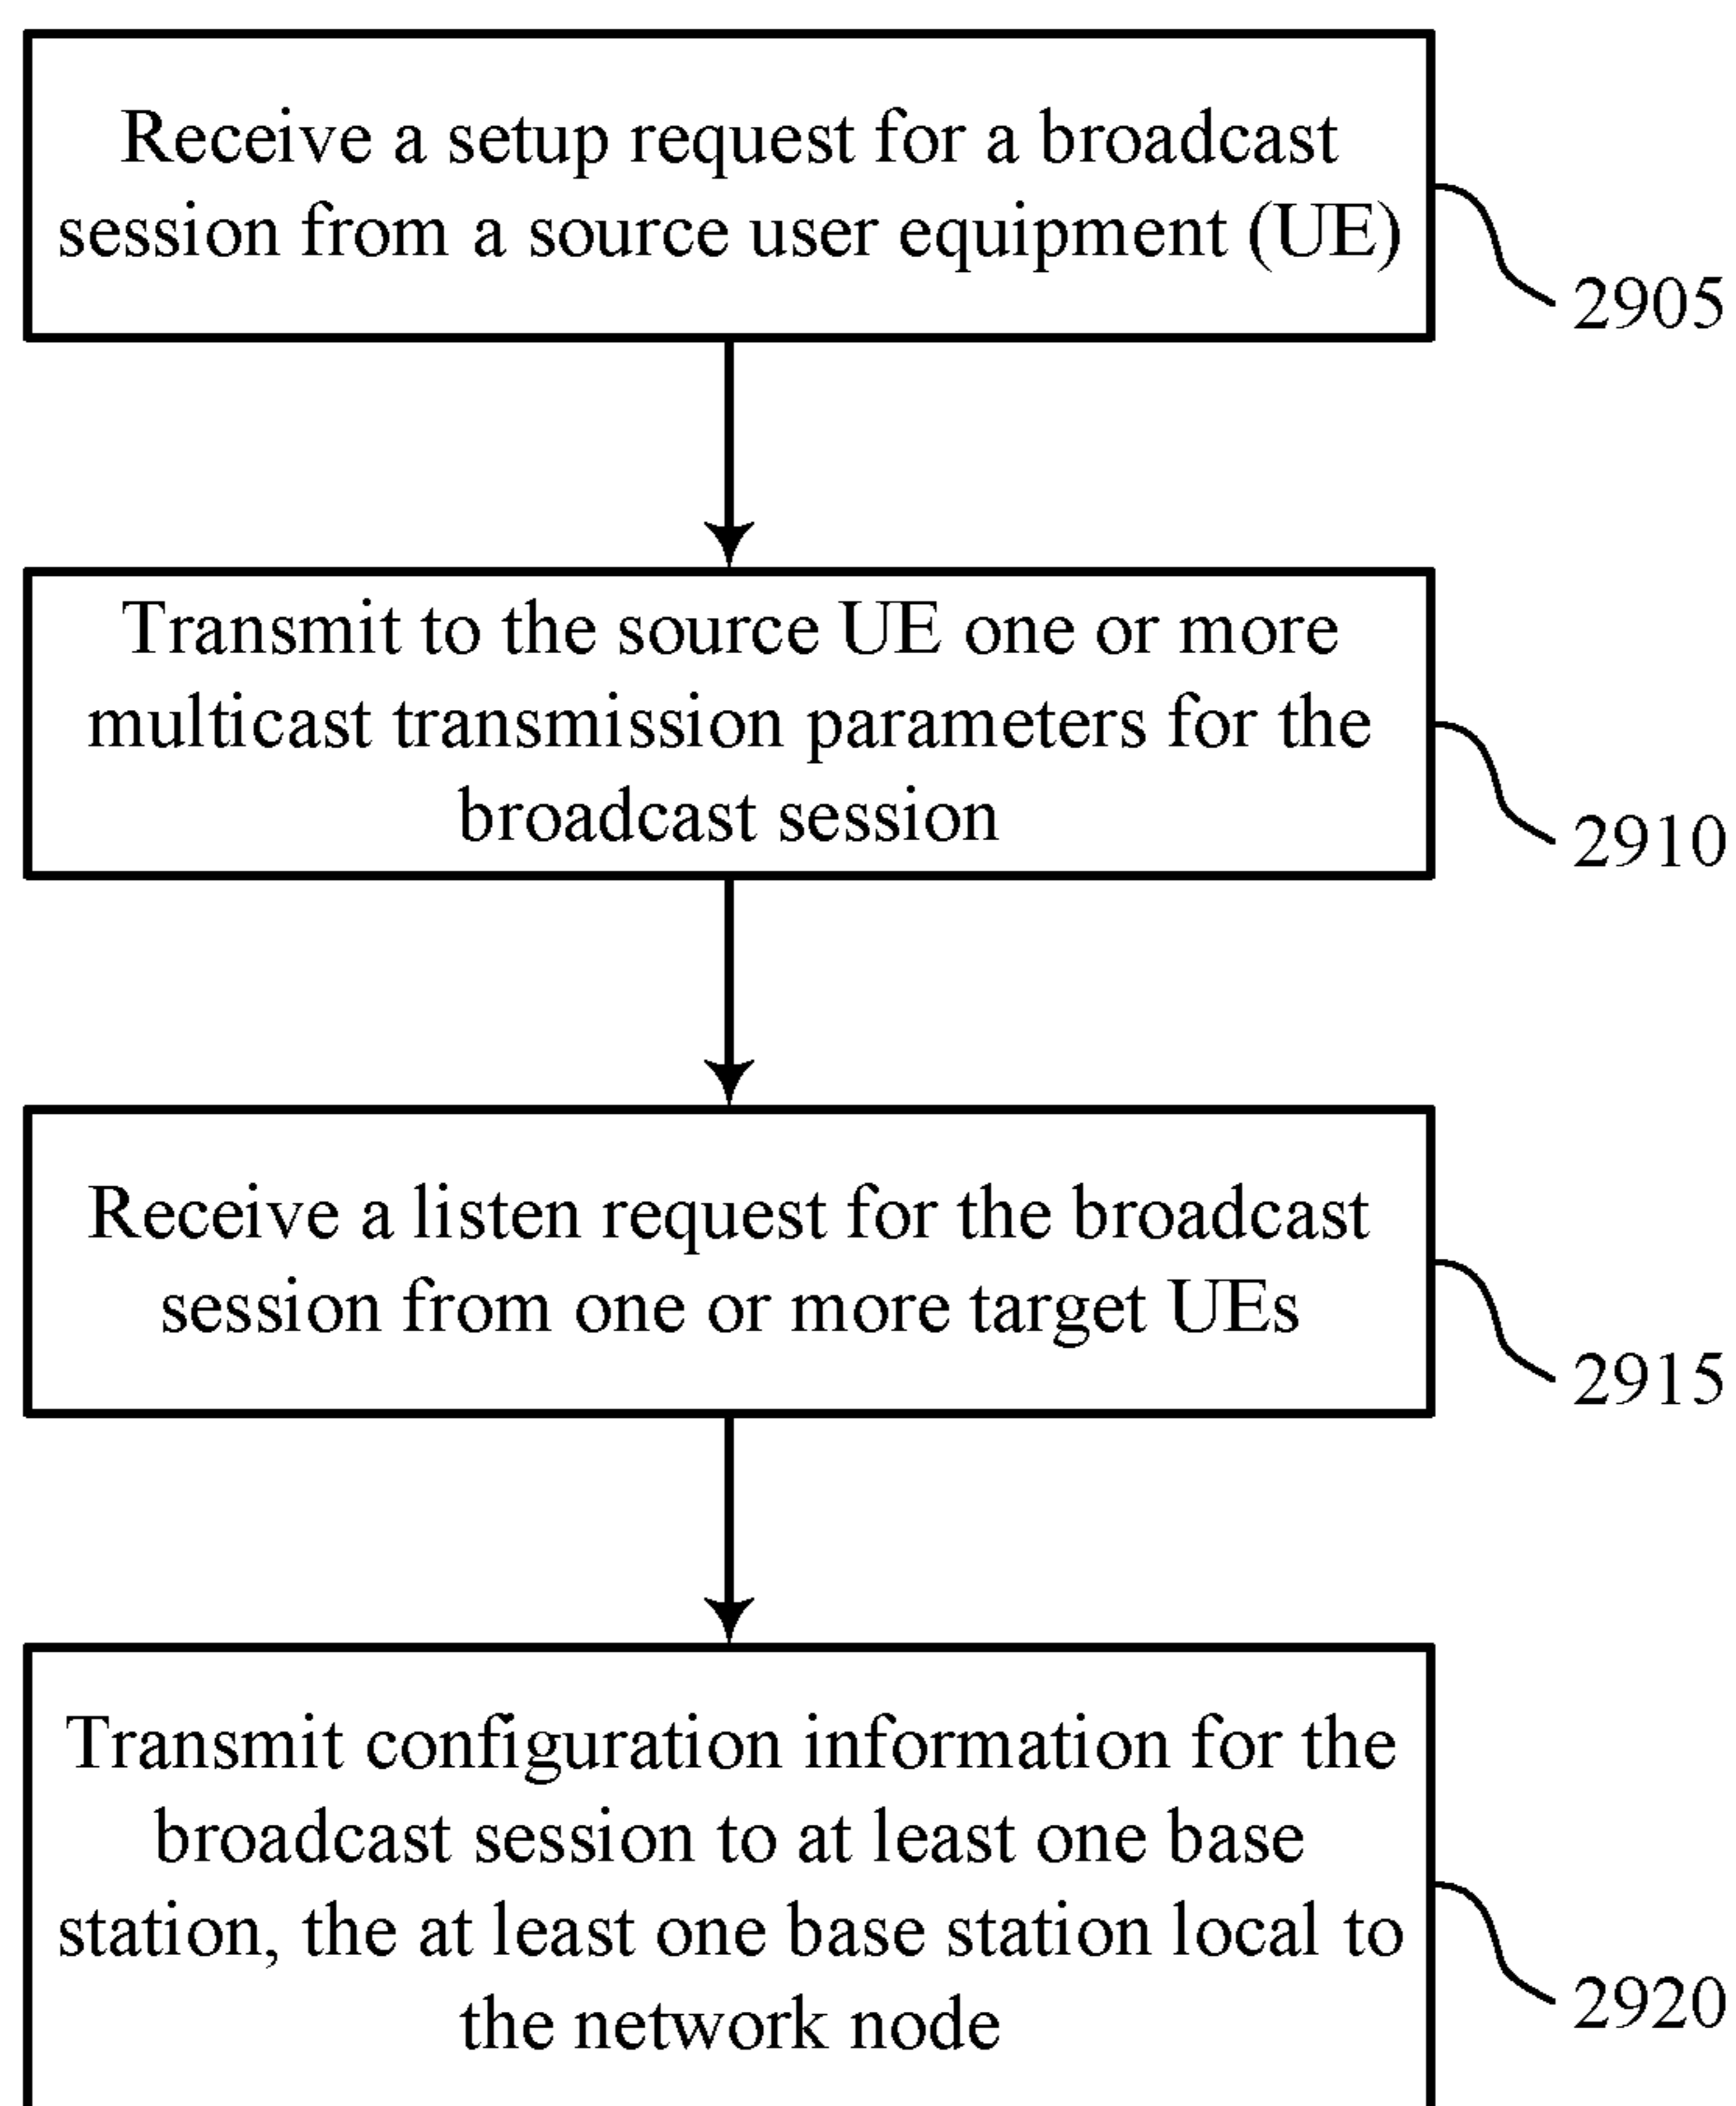 Receive a setup request for a broadcast
session from a source user equipment (UE)
2905
Transmit to the source UE one or more
multicast transmission parameters for the
broadcast session
2910
Receive a listen request for the broadcast
session from one or more target UEs
2915
Transmit configuration information for the
broadcast session to at least one base
station, the at least one base station local to
the network node
2920